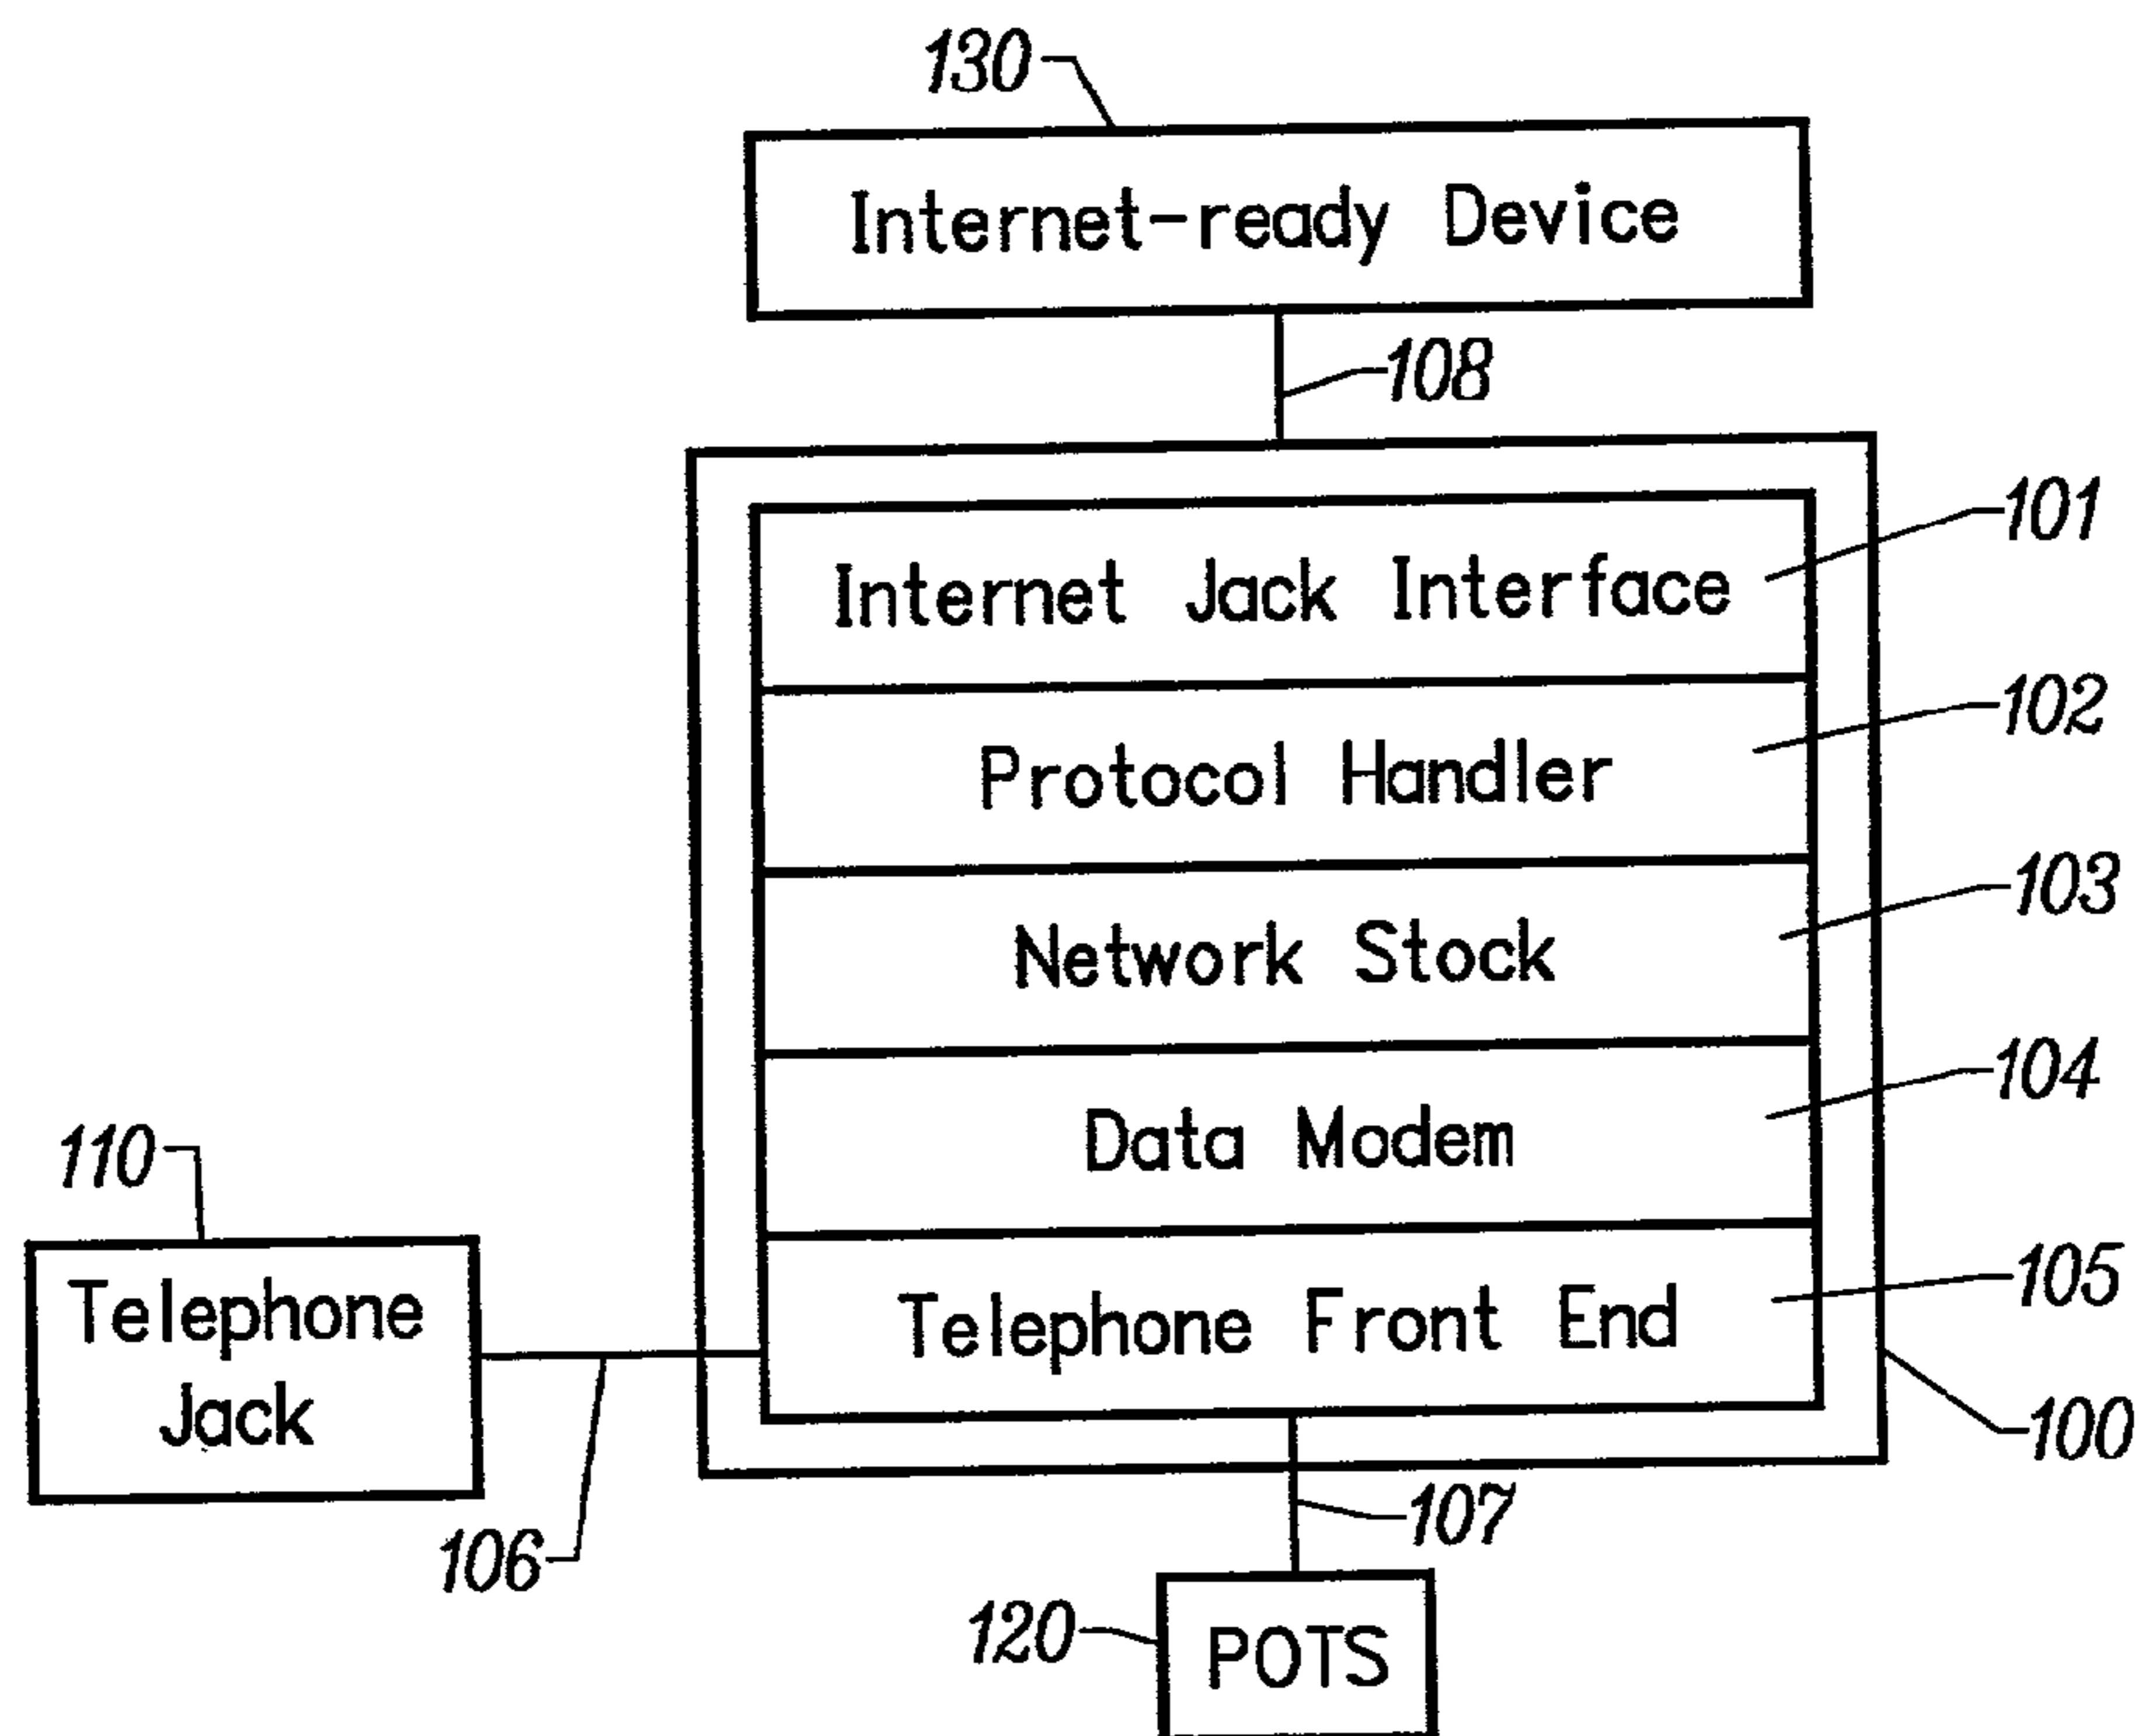 130
Internet-ready Device
108
101
Internet Jack Interface
102
Protocol Handler
103
Network Stock
104
Data Modem
110
105
Telephone
Jack
Telephone Front End
100
107
106
120
POTS